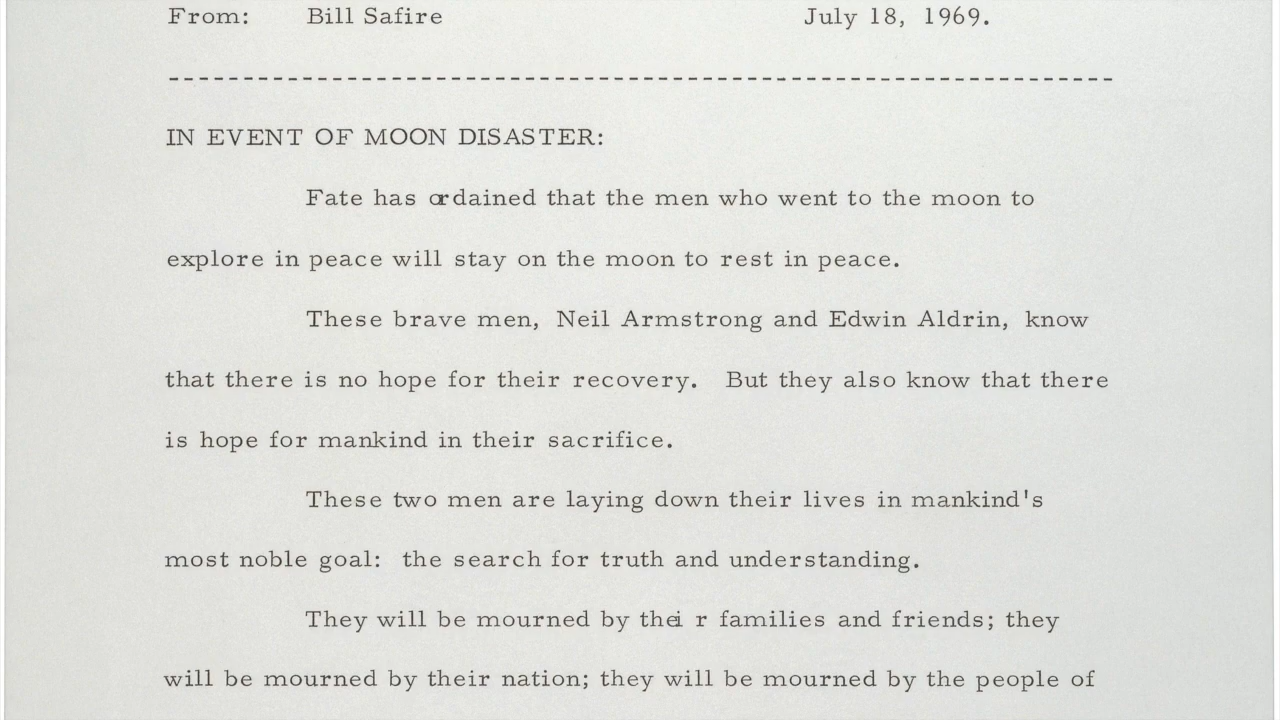 From: Bill Safire July 18, 1969.
--------------------------------------------------------------
IN EVENT OF MOON DISASTER:
Fate has ordained that the men who went to the moon to
explore in peace will stay on the moon to rest in peace.
These brave men, Neil Armstrong and Edwin Aldrin, know
that there is no hope for their recovery. But they also know that there
is hope for mankind in their sacrifice.
These two men are laying down their lives in mankind's
most noble goal: the search for truth and understanding.
They will be mourned by thei r families and friends; they
will be mourned by their nation; they will be mourned by the people of